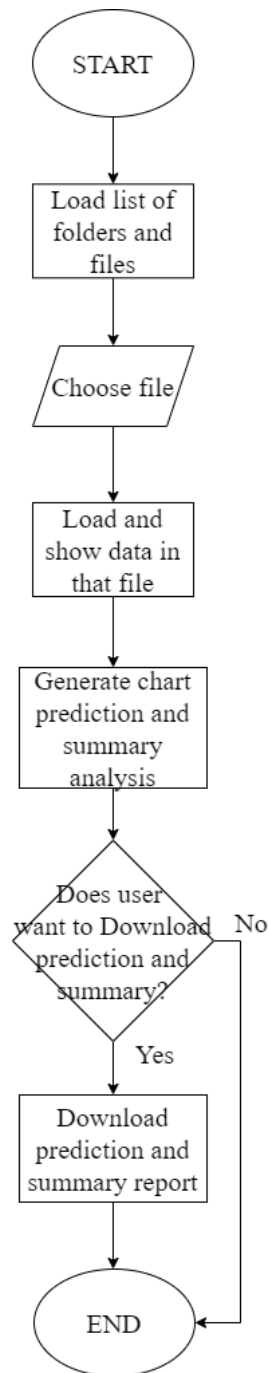 START
Load list of
folders and
files
Choose file
Load and
show data in
that file
Generate chart
prediction and
summary
analysis
Does user
want to Download
prediction and
summary?
No
Yes
Download
prediction and
summary report
END